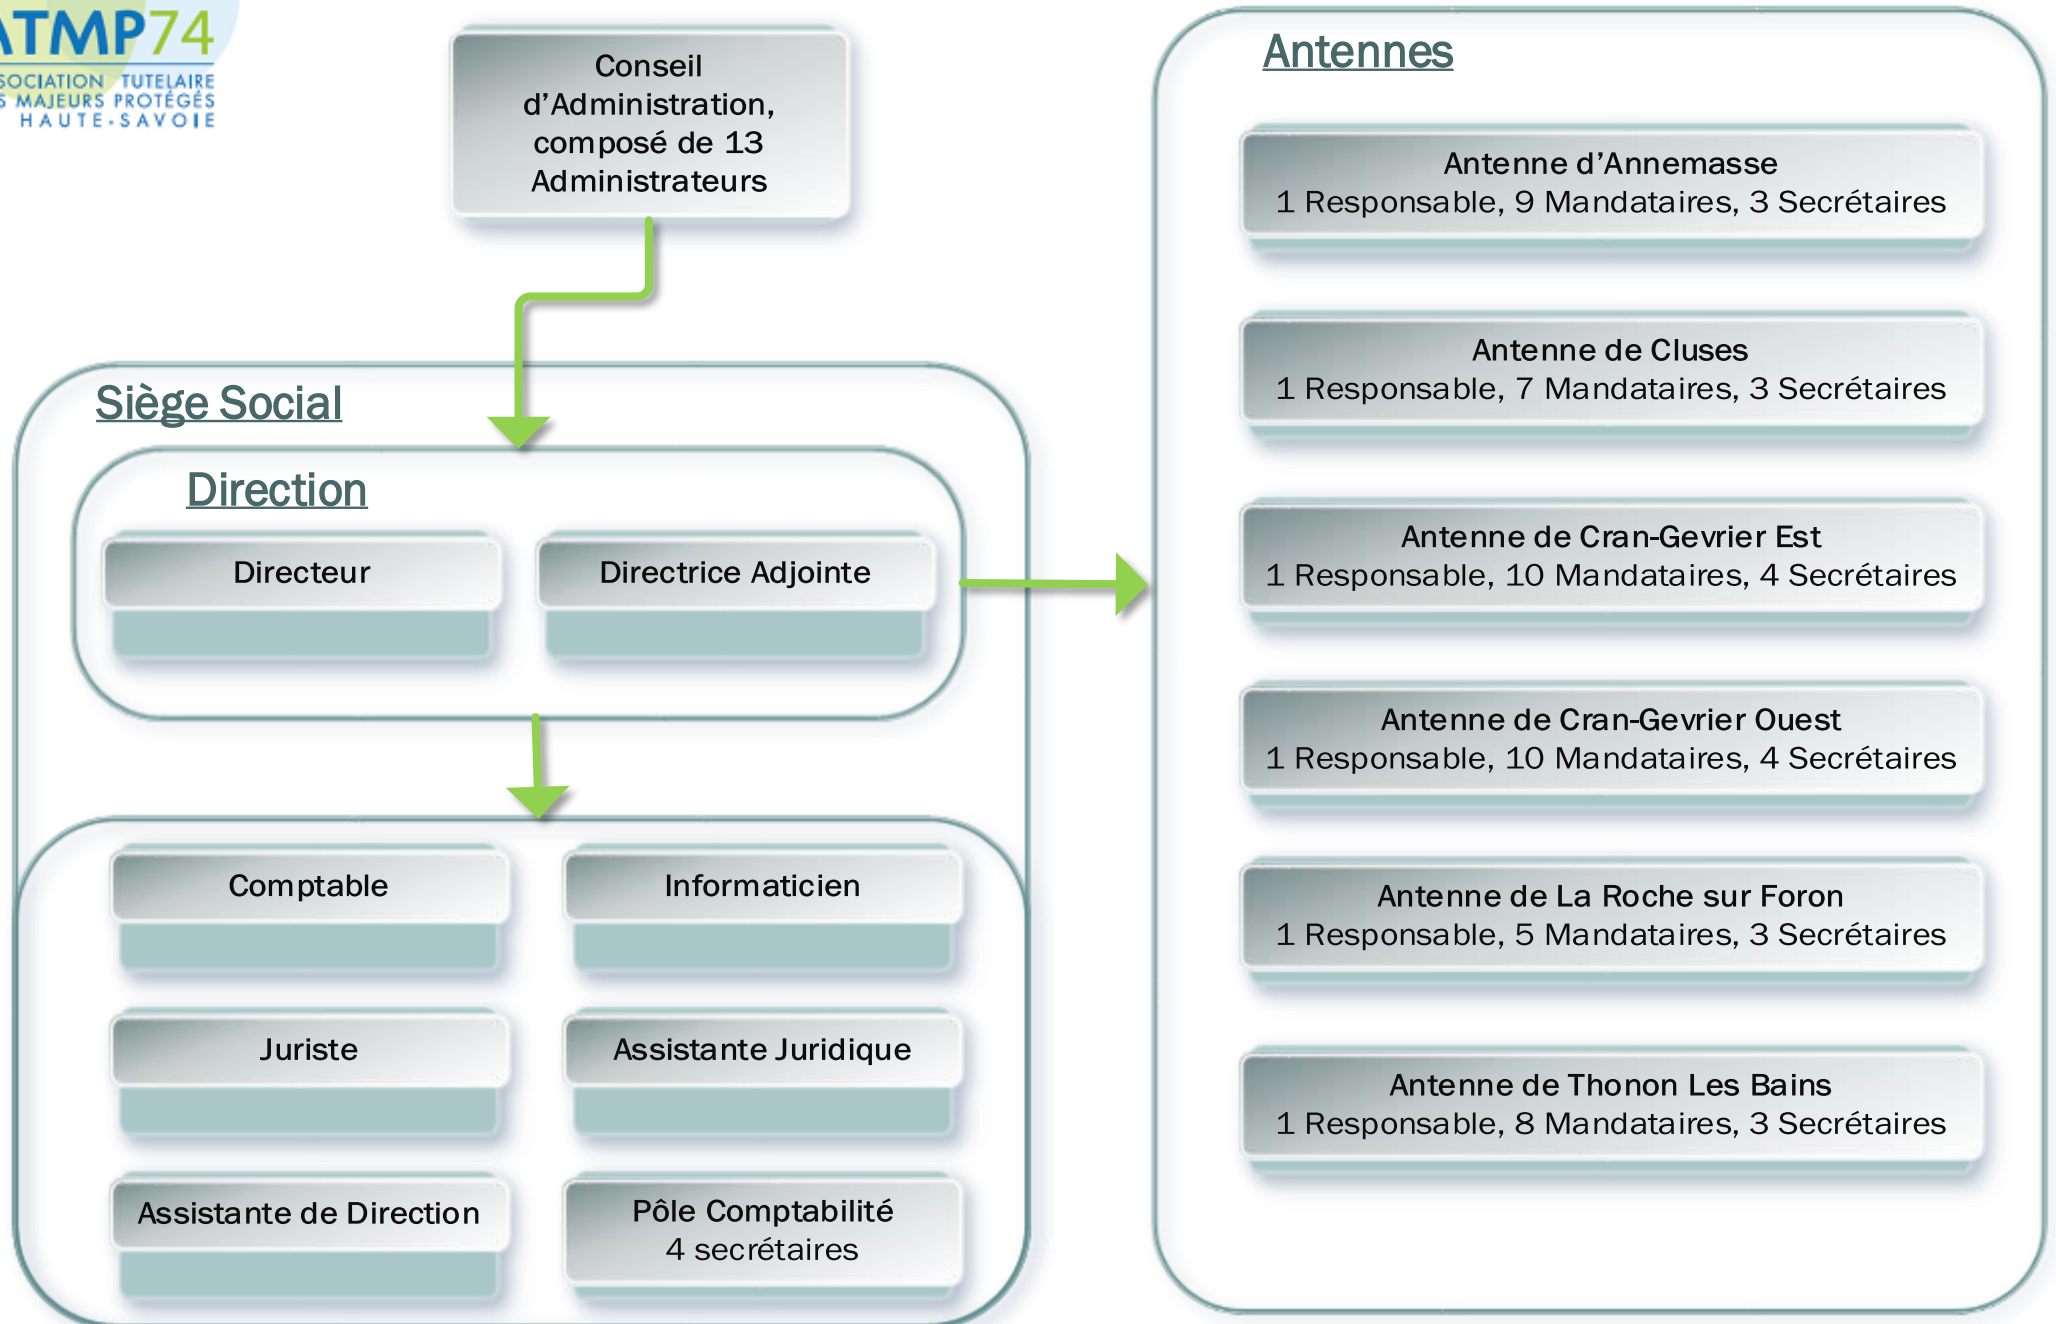 ATMP74
SOCIATION TUTELAIRE
S MAJEURS PROTÉGÉS
HAUTE-SAVOIE
Conseil
d’Administration,
composé de 13
Administrateurs
Siège Social
Direction
Directeur
Directrice Adjointe
Comptable
Informaticien
Juriste
Assistante Juridique
Assistante de Direction
Pôle Comptabilité
4 secrétaires
Antennes
Antenne d’Annemasse
1 Responsable, 9 Mandataires, 3 Secrétaires
Antenne de Cluses
1 Responsable, 7 Mandataires, 3 Secrétaires
Antenne de Cran-Gevrier Est
1 Responsable, 10 Mandataires, 4 Secrétaires
Antenne de Cran-Gevrier Ouest
1 Responsable, 10 Mandataires, 4 Secrétaires
Antenne de La Roche sur Foron
1 Responsable, 5 Mandataires, 3 Secrétaires
Antenne de Thonon Les Bains
1 Responsable, 8 Mandataires, 3 Secrétaires